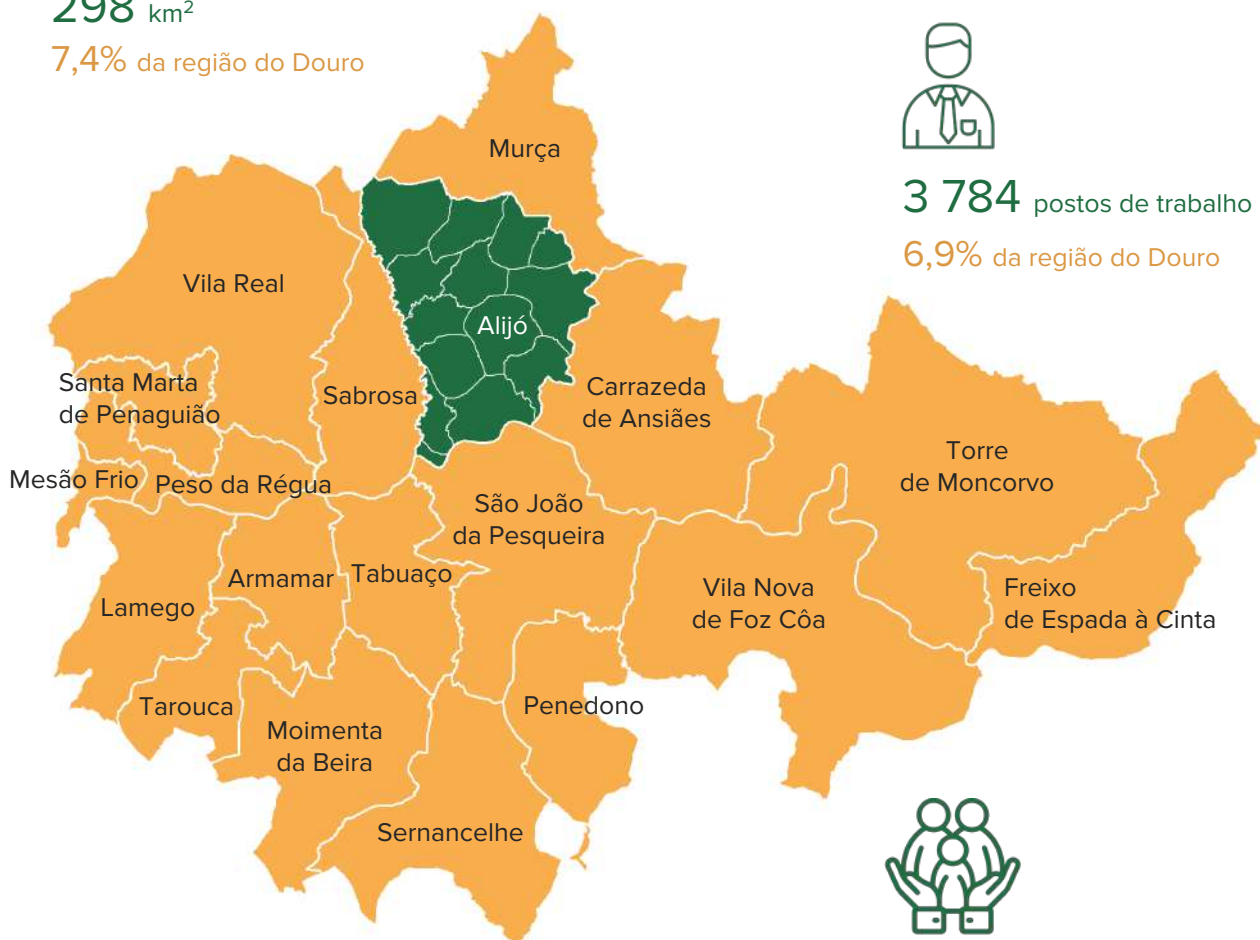 298 km²
7,4% da região do Douro
3 784 postos de trabalho
6,9% da região do Douro
Murça
Vila Real
Alijó
Santa Marta
de Penaguião
Sabrosa
Carrazeda
de Ansiães
Mesão Frio
Peso da Régua
Torre
de Moncorvo
São João
da Pesqueira
Armamar
Tabuaço
Lamego
Vila Nova
de Foz Côa
Freixo
de Espada à Cinta
Tarouca
Penedono
Moimenta
da Beira
Sernancelhe